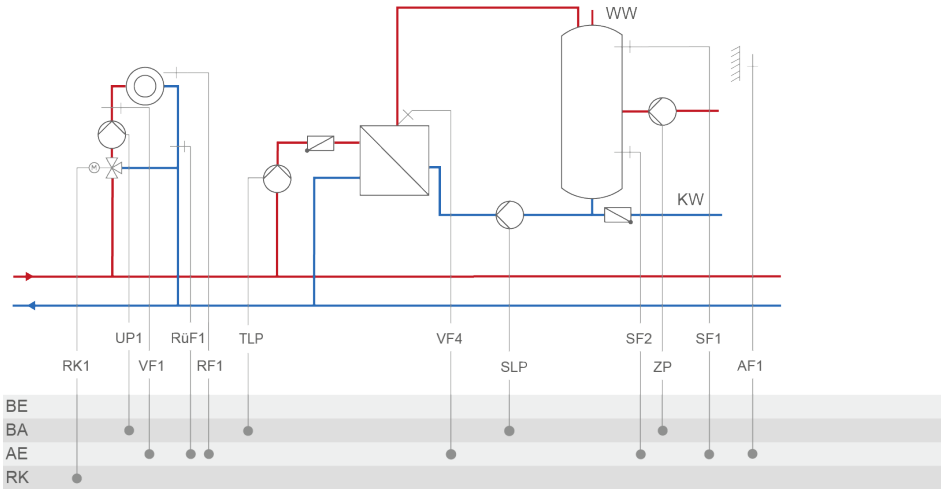 WW
M
KW
UP1 RüF1 TLP VF4 SF2 SF1
RK1 VF1 RF1 SLP ZP AF1
BE
BA
AE
RK